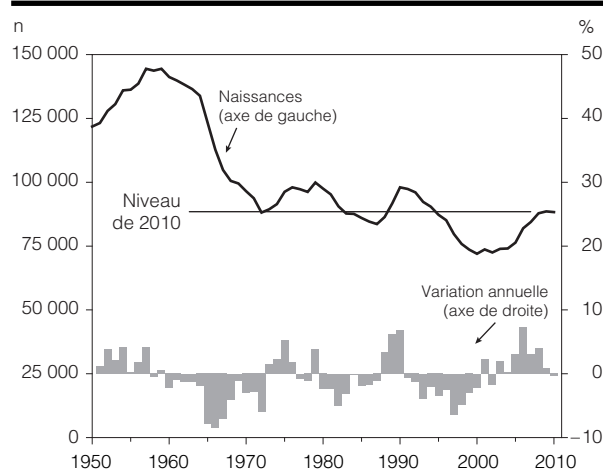 n %
150 000 50
125 000 40
100 000 30
75 000 20
50 000 10
25 000 0
0 –10
Naissances
(axe de gauche)
Niveau
de 2010
Variation annuelle
(axe de droite)
1950 1960 1970 1980 1990 2000 2010